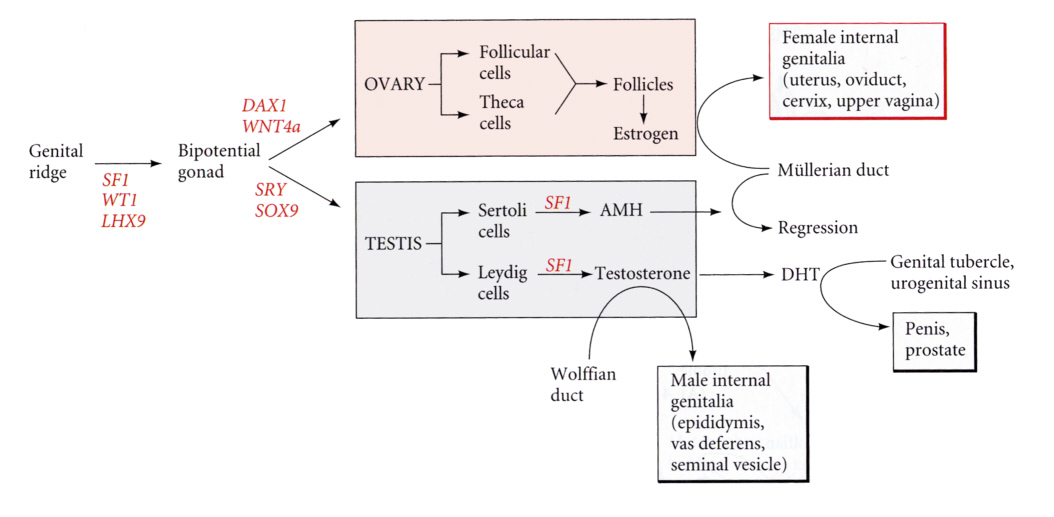 Genital
ridge
SF1
WT1
LHX9
Bipotential
gonad
DAX1
WNT4a
SRY
SOX9
OVARY
Follicular
cells
Theca
cells
Follicles
Estrogen
TESTIS
Sertoli
cells
SF1
AMH
Leydig
cells
SF1
Testosterone
Female internal
genitalia
(uterus, oviduct,
cervix, upper vagina)
Müllerian duct
Regression
DHT
Genital tubercle,
urogenital sinus
Penis,
prostate
Wolffian
duct
Male internal
genitalia
(epididymis,
vas deferens,
seminal vesicle)